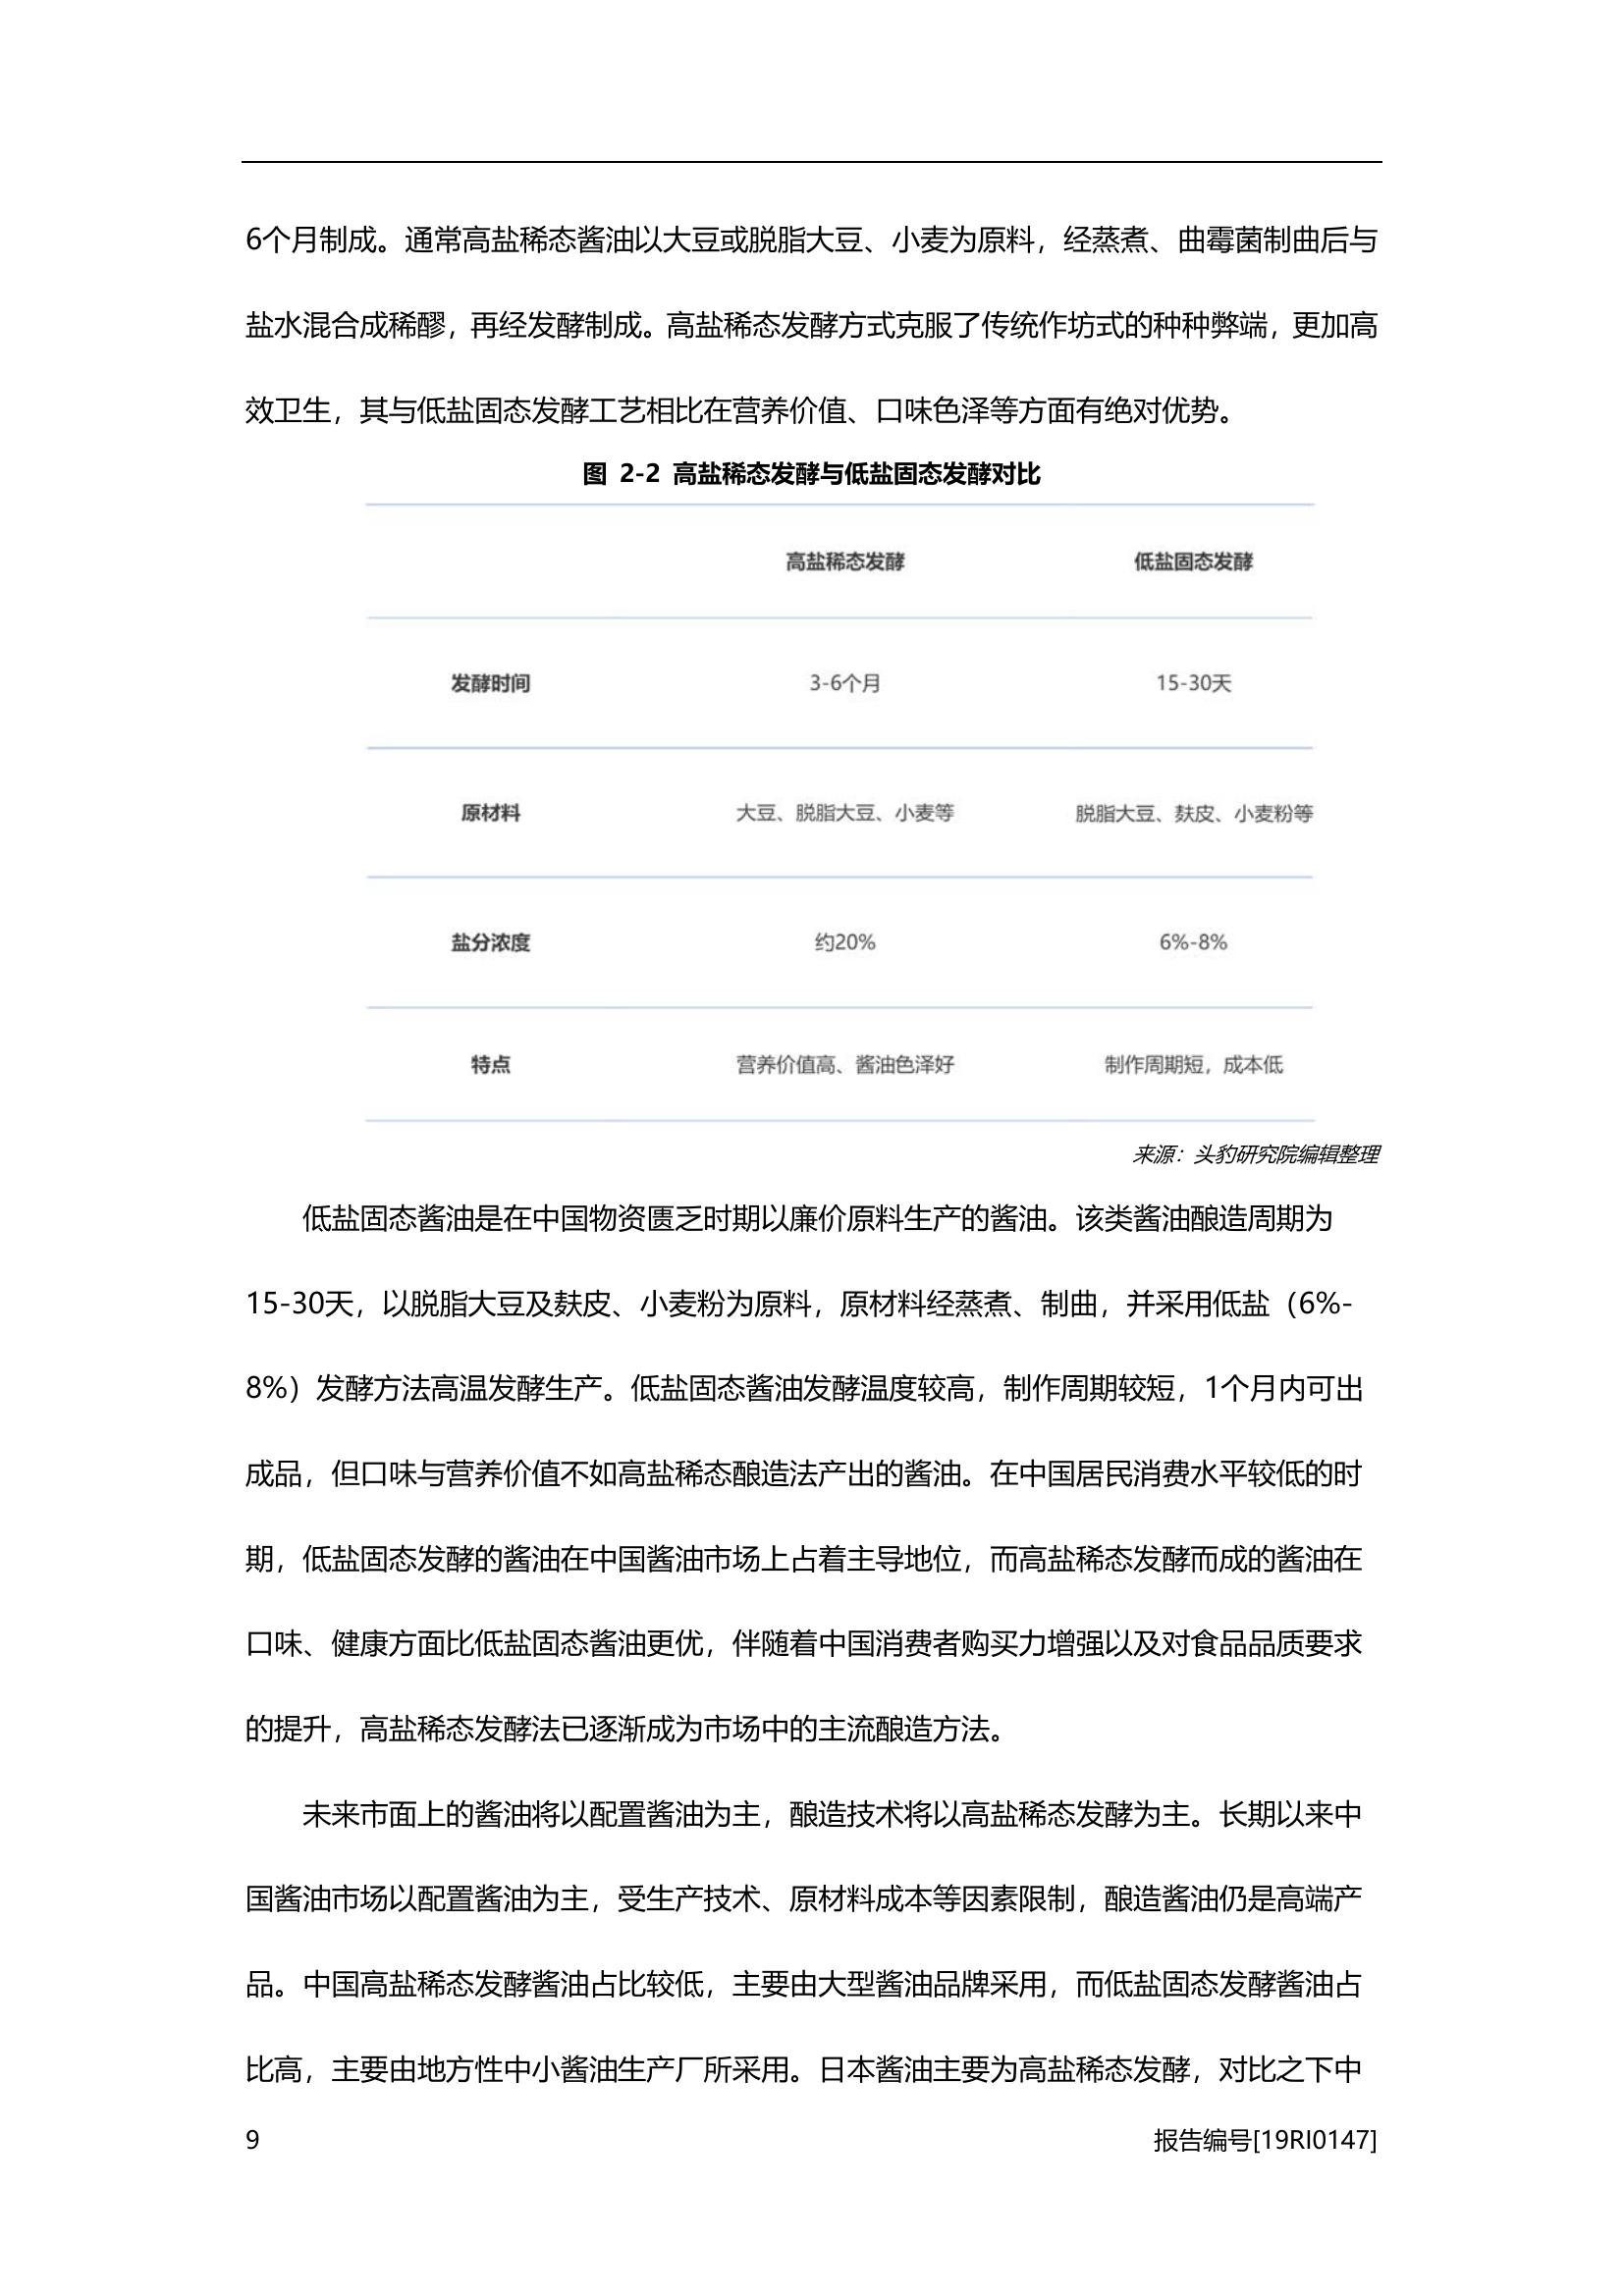 6个月制成。通常高盐稀态酱油以大豆或脱脂大豆、小麦为原料，经蒸煮、曲霉菌制曲后与
盐水混合成稀醪，再经发酵制成。高盐稀态发酵方式克服了传统作坊式的种种弊端，更加高
效卫生，其与低盐固态发酵工艺相比在营养价值、口味色泽等方面有绝对优势。
图 2-2 高盐稀态发酵与低盐固态发酵对比
高盐稀态发酵 低盐固态发酵
发酵时间 3-6个月 15-30天
原材料 大豆、脱脂大豆、小麦等 脱脂大豆、麸皮、小麦粉等
盐分浓度 约20% 6%-8%
特点 营养价值高、酱油色泽好 制作周期短，成本低
来源：头豹研究院编辑整理
低盐固态酱油是在中国物资匮乏时期以廉价原料生产的酱油。该类酱油酿造周期为
15-30天，以脱脂大豆及麸皮、小麦粉为原料，原材料经蒸煮、制曲，并采用低盐（6%-
8%）发酵方法高温发酵生产。低盐固态酱油发酵温度较高，制作周期较短，1个月内可出
成品，但口味与营养价值不如高盐稀态酿造法产出的酱油。在中国居民消费水平较低的时
期，低盐固态发酵的酱油在中国酱油市场上占着主导地位，而高盐稀态发酵而成的酱油在
口味、健康方面比低盐固态酱油更优，伴随着中国消费者购买力增强以及对食品品质要求
的提升，高盐稀态发酵法已逐渐成为市场中的主流酿造方法。
未来市面上的酱油将以配置酱油为主，酿造技术将以高盐稀态发酵为主。长期以来中
国酱油市场以配置酱油为主，受生产技术、原材料成本等因素限制，酿造酱油仍是高端产
品。中国高盐稀态发酵酱油占比较低，主要由大型酱油品牌采用，而低盐固态发酵酱油占
比高，主要由地方性中小酱油生产厂所采用。日本酱油主要为高盐稀态发酵，对比之下中
9 报告编号[19RI0147]